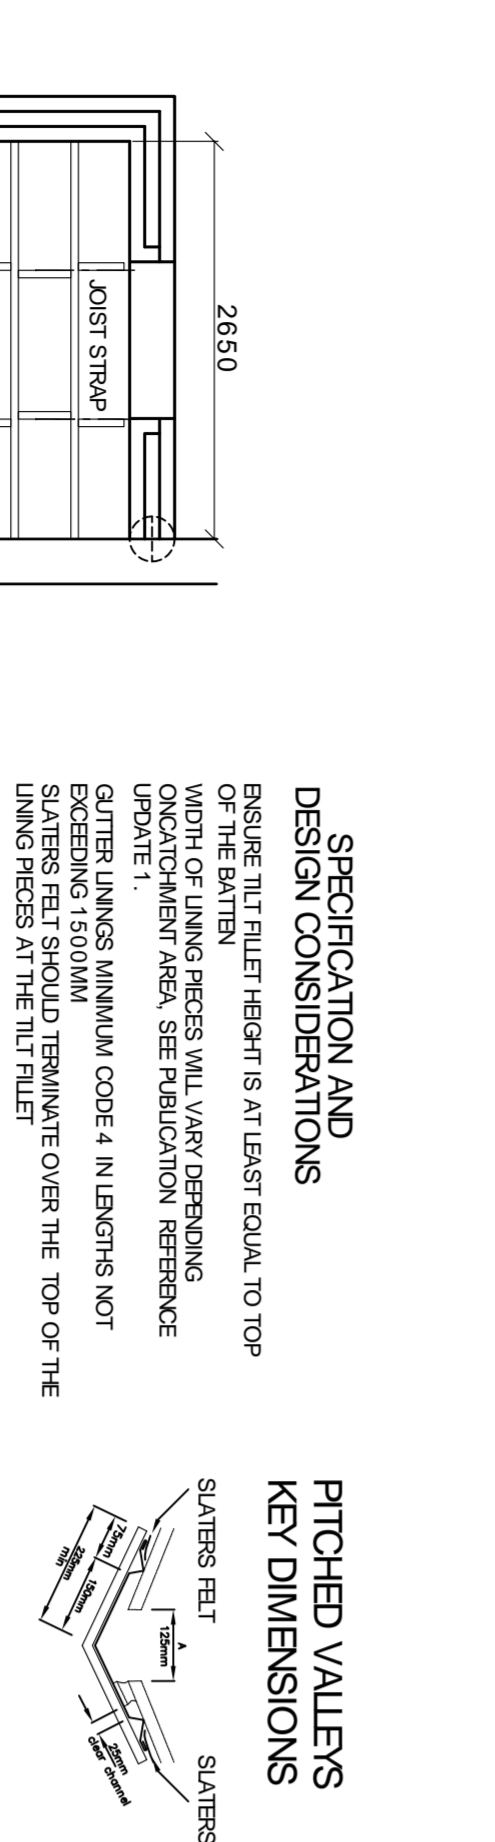 2650
JOIST STRAP
SPECIFICATION AND
DESIGN CONSIDERATIONS
ENSURE TILT FILLET HEIGHT IS AT LEAST EQUAL TO TOP
OF THE BATTEN
WIDTH OF LINING PIECES WILL VARY DEPENDING
ONCATCHMENT AREA, SEE PUBLICATION REFERENCE
UPDATE 1.
GUTTER LININGS MINIMUM CODE 4 IN LENGTHS NOT
EXCEEDING 1500MM
SLATERS FELT SHOULD TERMINATE OVER THE TOP OF THE
LINING PIECES AT THE TILT FILLET
PITCHED VALLEYS
KEY DIMENSIONS
SLATERS FELT
SLATERS
A
125mm
75mm
150mm
225mm
min
25mm
clear channel